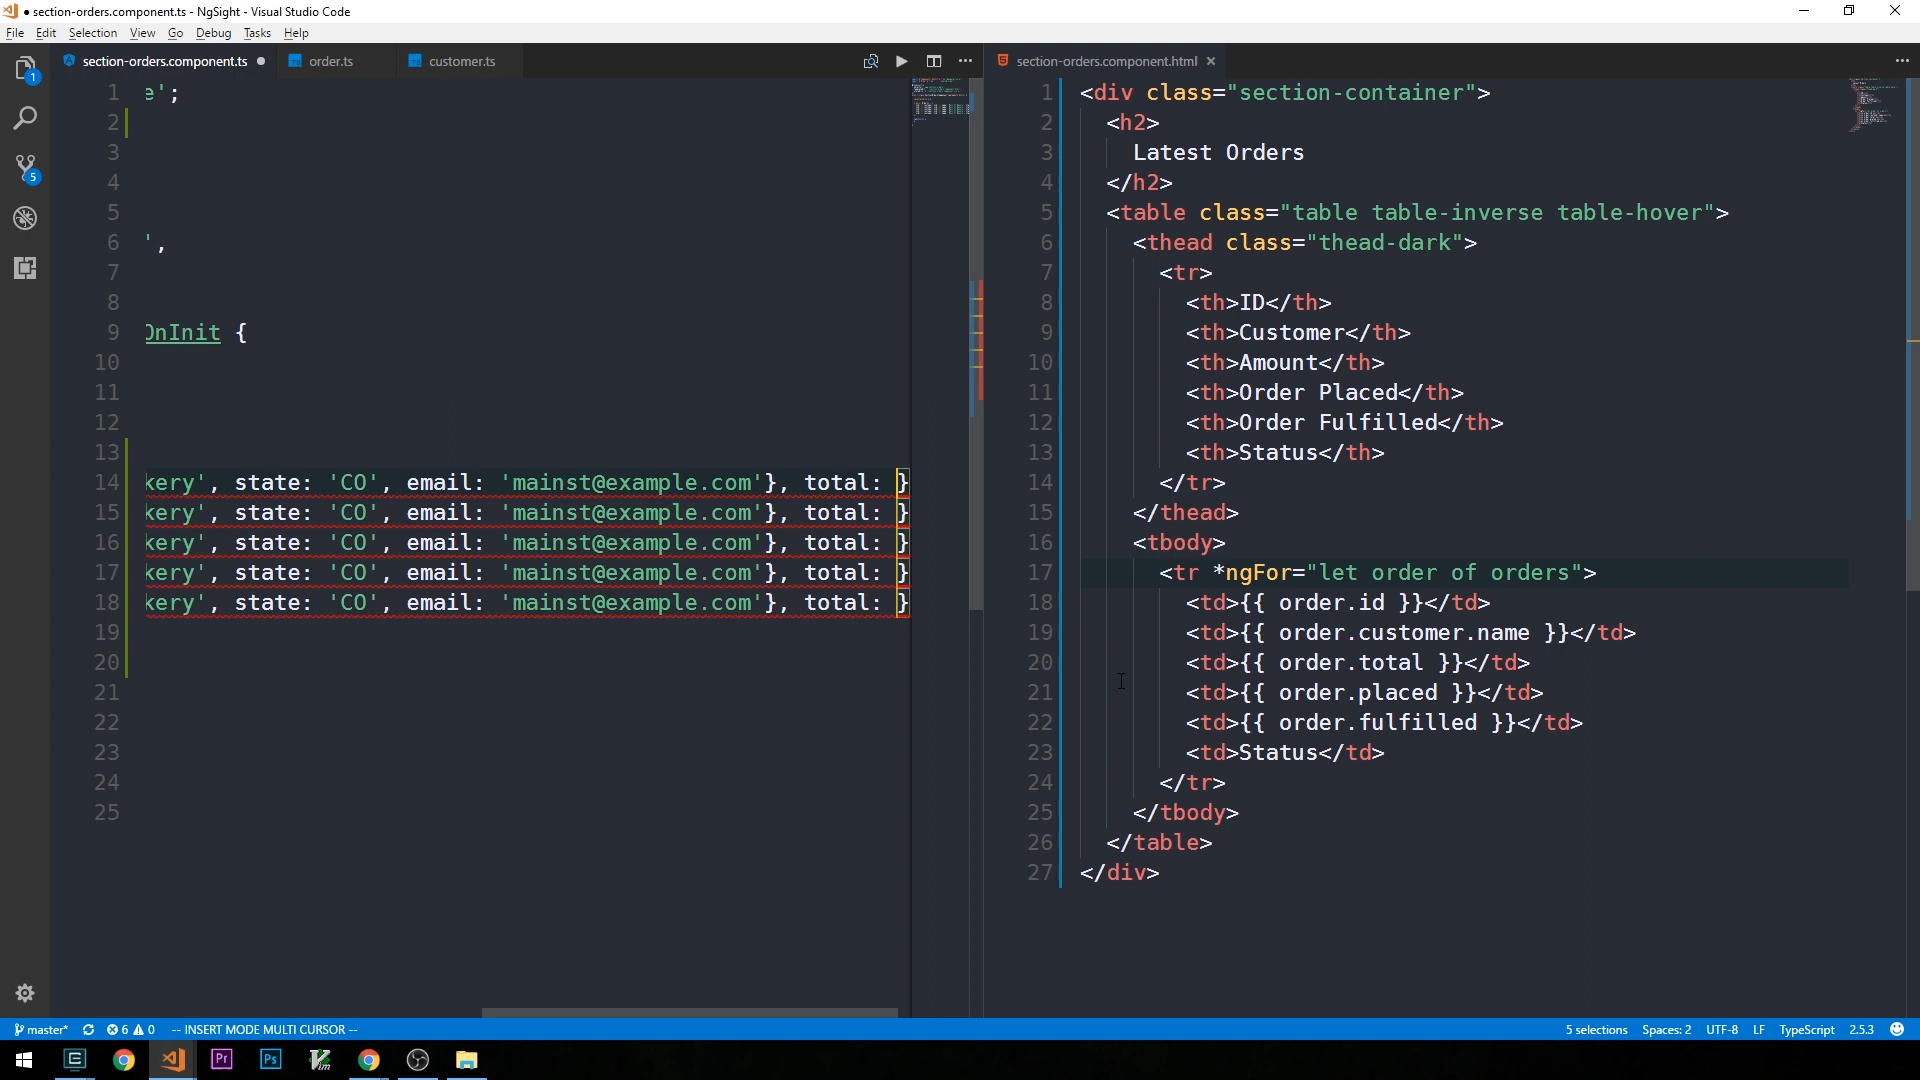 ● section-orders.component.ts - NgSight - Visual Studio Code
File Edit Selection View Go Debug Tasks Help
section-orders.component.ts ● order.ts customer.ts
1 e';
2
3
4
5
6 ',
7
8
9 OnInit {
10
11
12
13
14 kery', state: 'CO', email: 'mainst@example.com'}, total: }
15 kery', state: 'CO', email: 'mainst@example.com'}, total: }
16 kery', state: 'CO', email: 'mainst@example.com'}, total: }
17 kery', state: 'CO', email: 'mainst@example.com'}, total: }
18 kery', state: 'CO', email: 'mainst@example.com'}, total: }
19
20
21
22
23
24
25
section-orders.component.html
1 <div class="section-container">
2 <h2>
3 Latest Orders
4 </h2>
5 <table class="table table-inverse table-hover">
6 <thead class="thead-dark">
7 <tr>
8 <th>ID</th>
9 <th>Customer</th>
10 <th>Amount</th>
11 <th>Order Placed</th>
12 <th>Order Fulfilled</th>
13 <th>Status</th>
14 </tr>
15 </thead>
16 <tbody>
17 <tr *ngFor="let order of orders">
18 <td>{{ order.id }}</td>
19 <td>{{ order.customer.name }}</td>
20 <td>{{ order.total }}</td>
21 <td>{{ order.placed }}</td>
22 <td>{{ order.fulfilled }}</td>
23 <td>Status</td>
24 </tr>
25 </tbody>
26 </table>
27 </div>
1
5
master* 6 0 -- INSERT MODE MULTI CURSOR -- 5 selections Spaces: 2 UTF-8 LF TypeScript 2.5.3
Pr Ps Vim